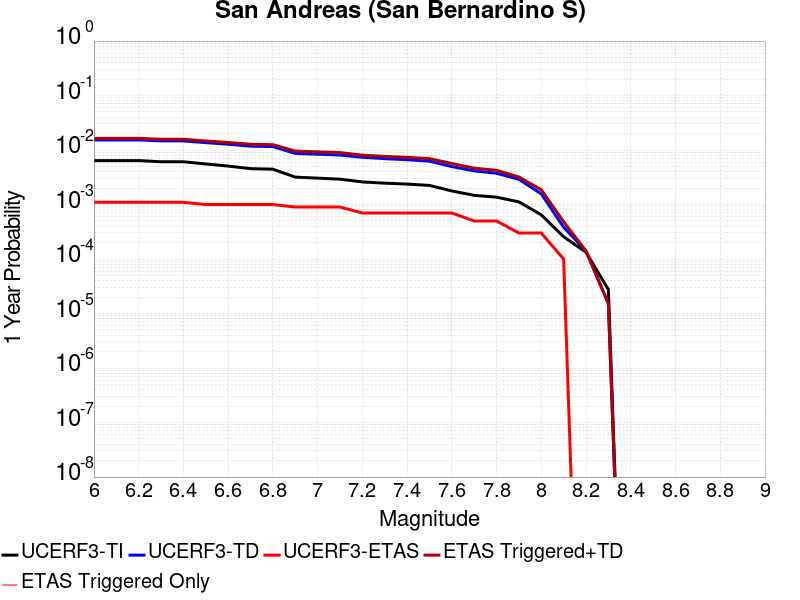 San Andreas (San Bernardino S)
10^0
10^-1
10^-2
10^-3
10^-4
10^-5
10^-6
10^-7
10^-8
1 Year Probability
6 6.2 6.4 6.6 6.8 7 7.2 7.4 7.6 7.8 8 8.2 8.4 8.6 8.8 9
Magnitude
UCERF3-TI UCERF3-TD UCERF3-ETAS ETAS Triggered+TD
ETAS Triggered Only